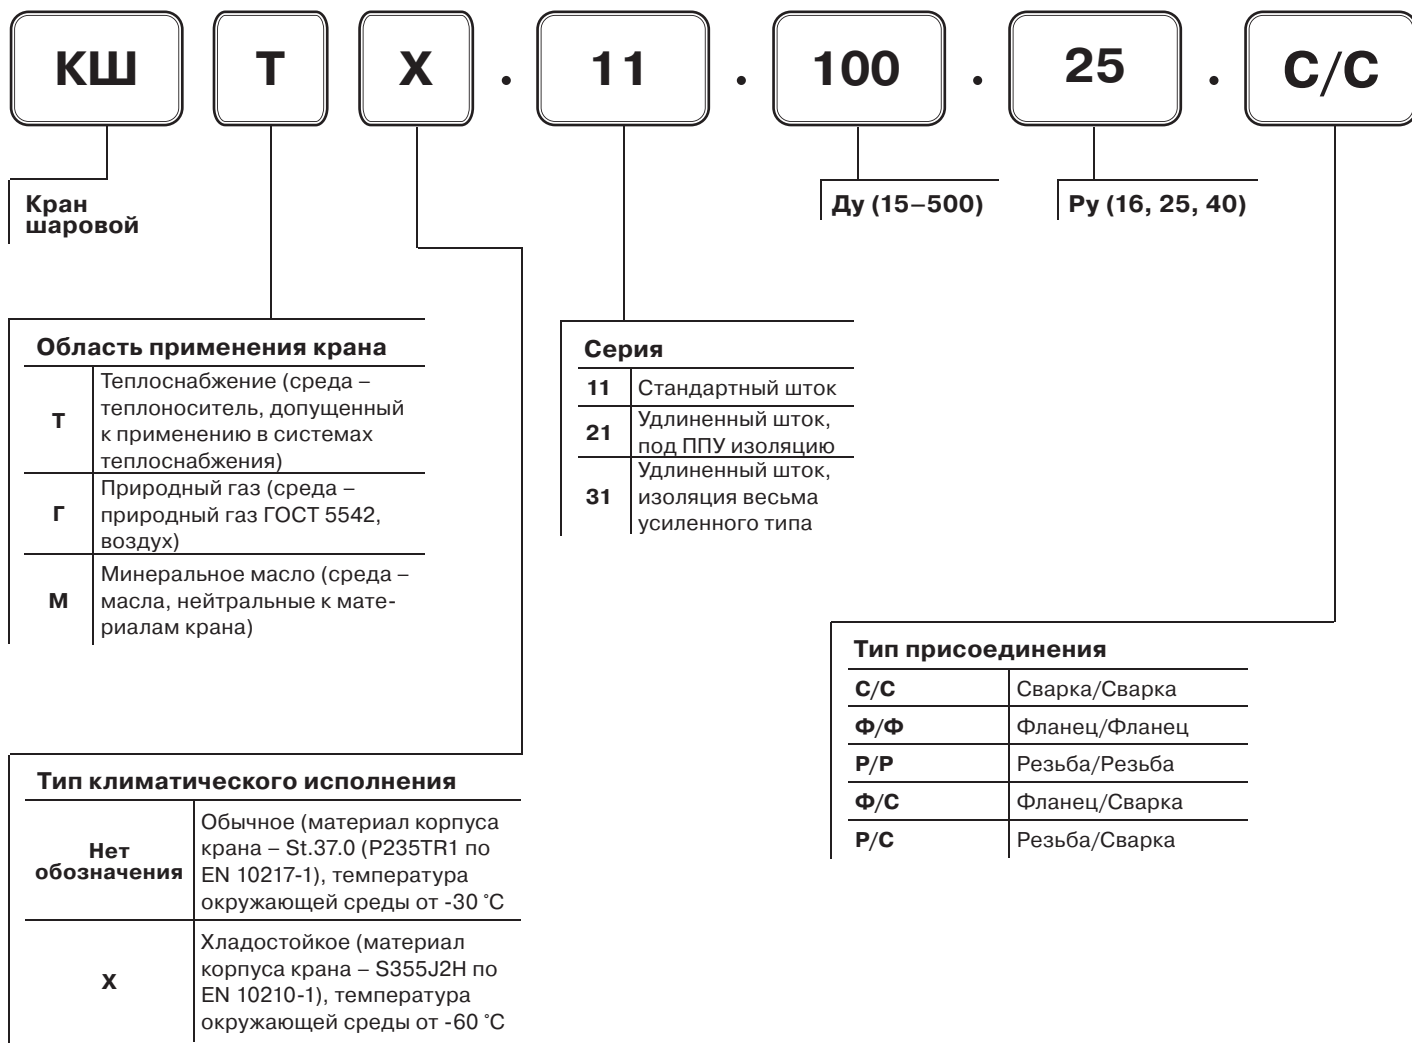 КШ Т Х . 11 . 100 . 25 . С/С
Кран
шаровой
Ду (15–500)
Ру (16, 25, 40)
Область применения крана
Т
Теплоснабжение (среда –
теплоноситель, допущенный
к применению в системах
теплоснабжения)
Г
Природный газ (среда –
природный газ ГОСТ 5542,
воздух)
М
Минеральное масло (среда –
масла, нейтральные к мате-
риалам крана)
Серия
11 Стандартный шток
21
Удлиненный шток,
под ППУ изоляцию
31
Удлиненный шток,
изоляция весьма
усиленного типа
Тип присоединения
С/С Сварка/Сварка
Ф/Ф Фланец/Фланец
Р/Р Резьба/Резьба
Ф/С Фланец/Сварка
Р/С Резьба/Сварка
Тип климатического исполнения
Нет
обозначения
Обычное (материал корпуса
крана – St.37.0 (P235TR1 по
EN 10217-1), температура
окружающей среды от -30 ˚С
Х
Хладостойкое (материал
корпуса крана – S355J2H по
EN 10210-1), температура
окружающей среды от -60 ˚С